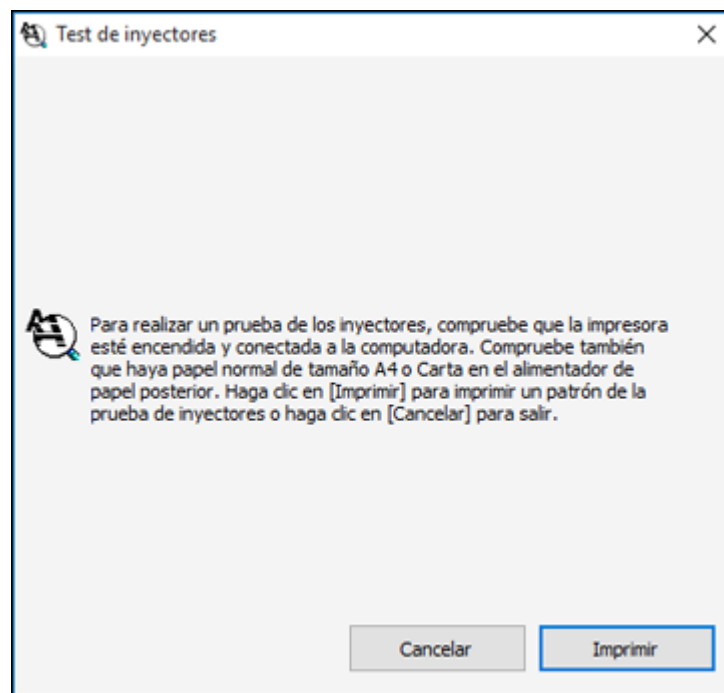 Test de inyectores
Para realizar un prueba de los inyectores, compruebe que la impresora
esté encendida y conectada a la computadora. Compruebe también
que haya papel normal de tamaño A4 o Carta en el alimentador de
papel posterior. Haga clic en [Imprimir] para imprimir un patrón de la
prueba de inyectores o haga clic en [Cancelar] para salir.
Cancelar
Imprimir